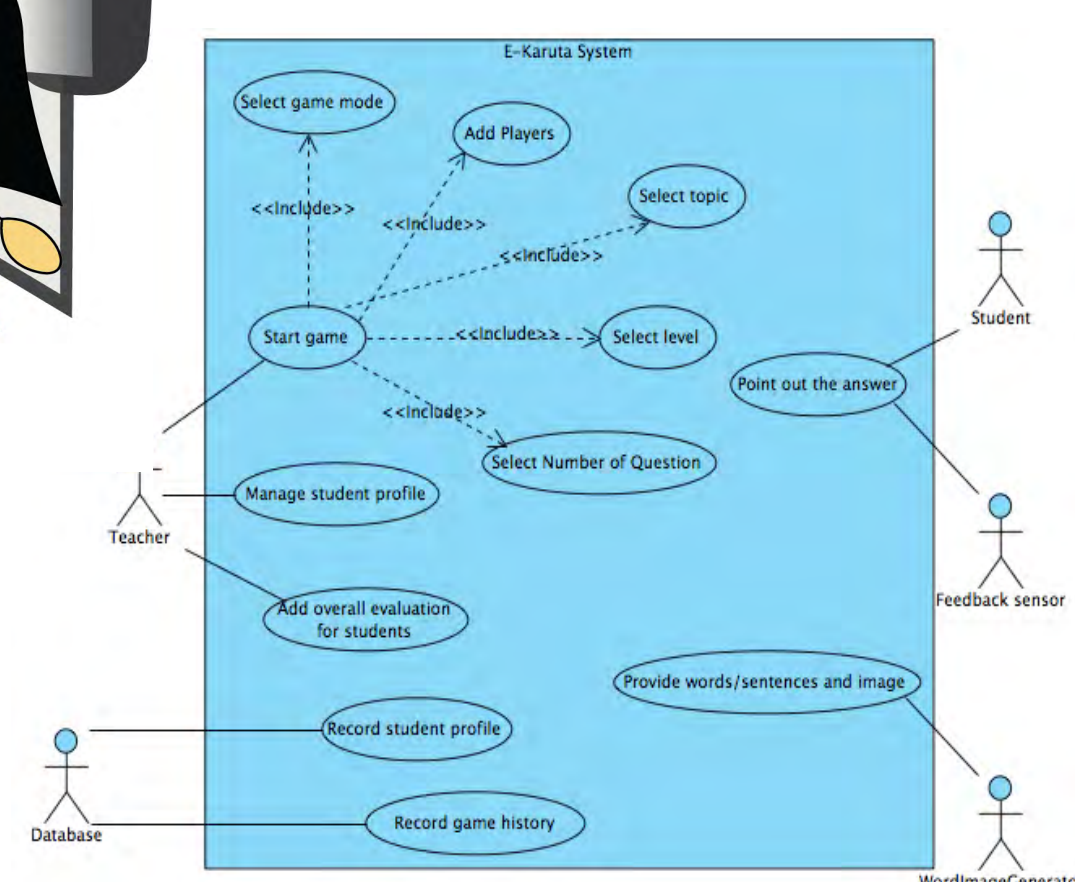 E-Karuta System
Select game mode
Add Players
Select topic
<<Include>>
<<Include>>
<<Include>>
Student
Start game
<<Include>>
Select level
Point out the answer
<<Include>>
Select Number of Question
Manage student profile
Teacher
Feedback sensor
Add overall evaluation
for students
Provide words/sentences and image
Record student profile
Record game history
Database